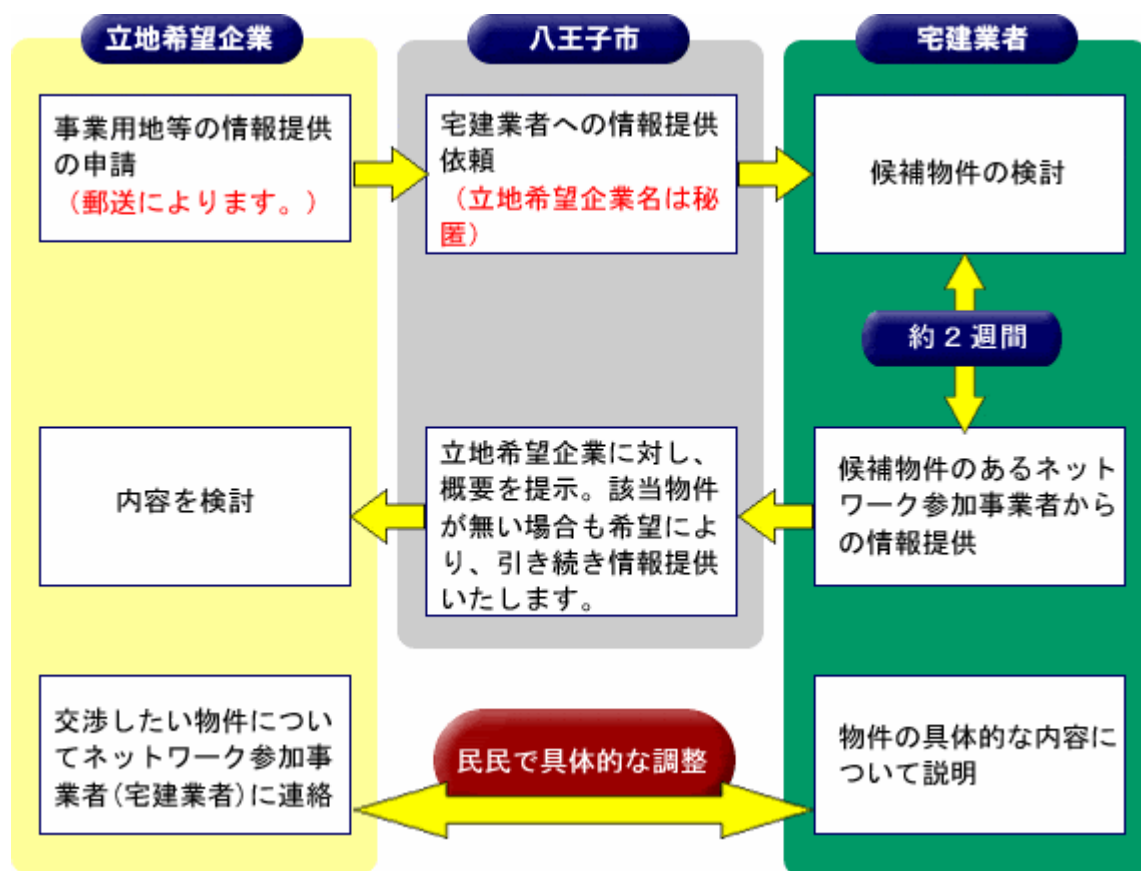 立地希望企業
八王子市
宅建業者
事業用地等の情報提供
の申請
（郵送によります。）
宅建業者への情報提供
依頼
（立地希望企業名は秘
匿）
候補物件の検討
約２週間
候補物件のあるネット
ワーク参加事業者から
の情報提供
立地希望企業に対し、
概要を提示。該当物件
が無い場合も希望によ
り、引き続き情報提供
いたします。
内容を検討
交渉したい物件につい
てネットワーク参加事
業者(宅建業者)に連絡
民民で具体的な調整
物件の具体的な内容に
ついて説明